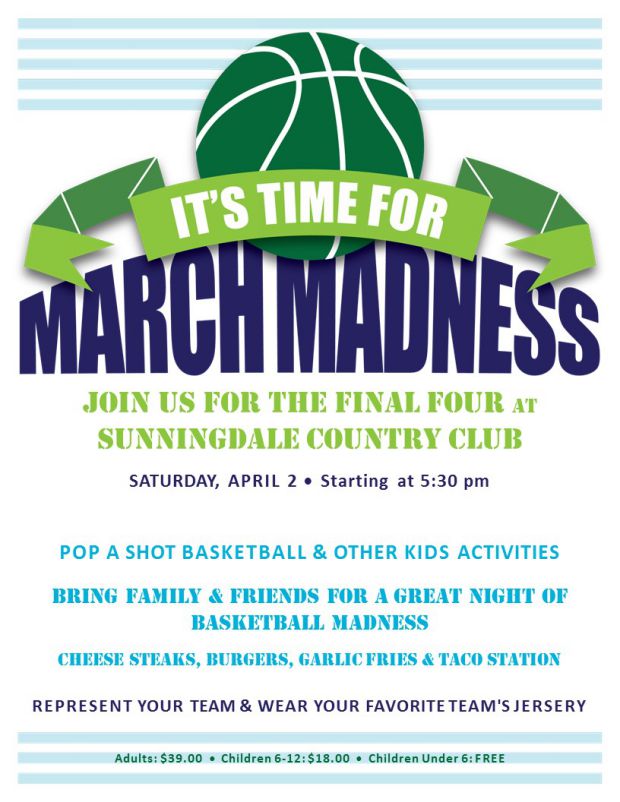 IT'S TIME FOR
MARCH MADNESS
JOIN US FOR THE FINAL FOUR AT
SUNNINGDALE COUNTRY CLUB
SATURDAY, APRIL 2 • Starting at 5:30 pm
POP A SHOT BASKETBALL & OTHER KIDS ACTIVITIES
BRING FAMILY & FRIENDS FOR A GREAT NIGHT OF
BASKETBALL MADNESS
CHEESE STEAKS, BURGERS, GARLIC FRIES & TACO STATION
REPRESENT YOUR TEAM & WEAR YOUR FAVORITE TEAM'S JERSERY
Adults: $39.00 • Children 6-12: $18.00 • Children Under 6: FREE